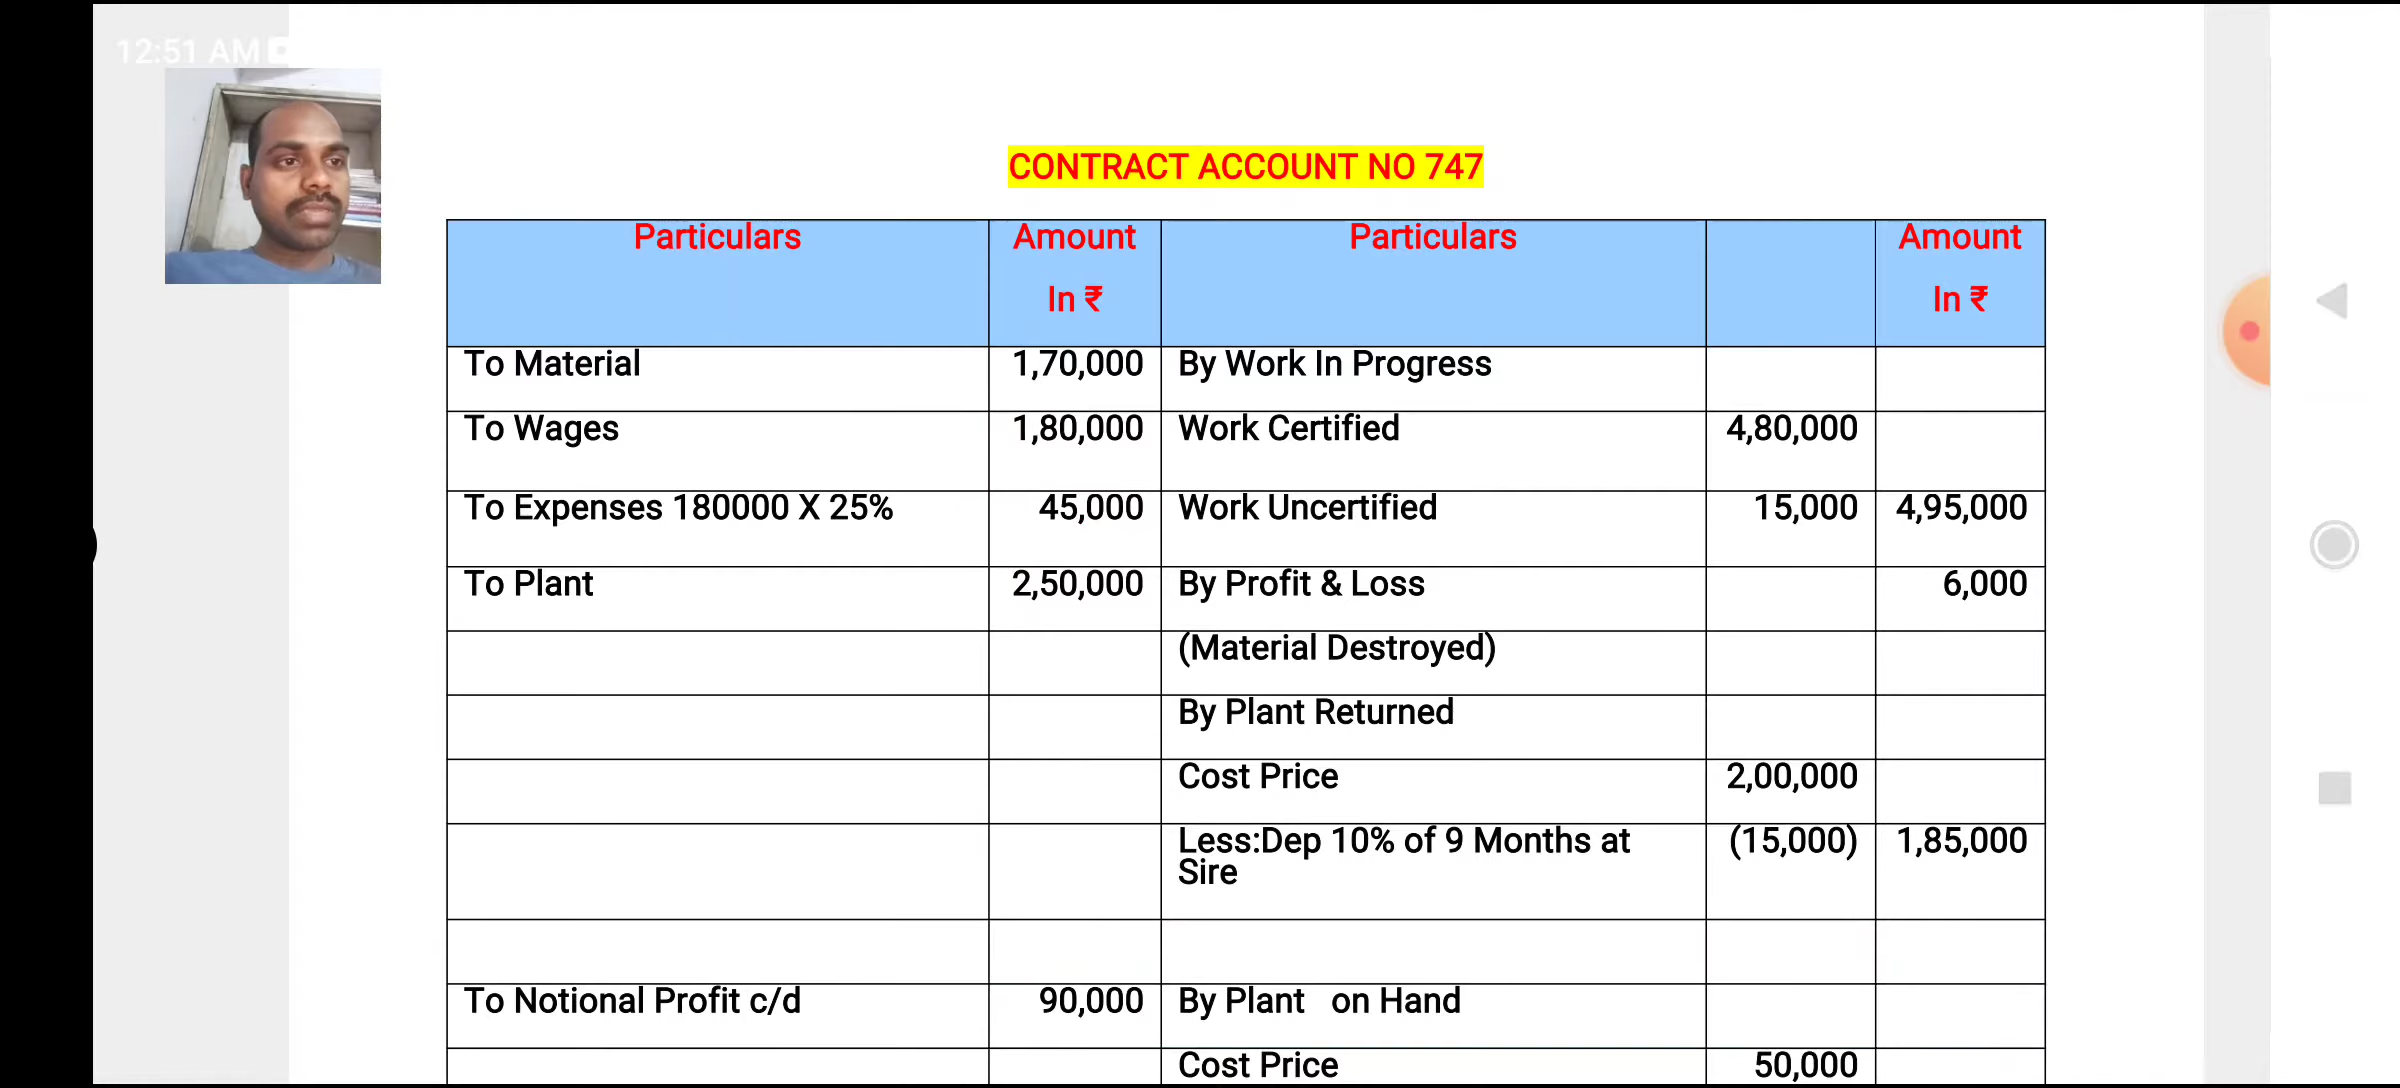 12:51 AM
CONTRACT ACCOUNT NO 747
Particulars Amount In ₹ Particulars Amount In ₹
To Material 1,70,000 By Work In Progress
To Wages 1,80,000 Work Certified 4,80,000
To Expenses 180000 X 25% 45,000 Work Uncertified 15,000 4,95,000
To Plant 2,50,000 By Profit & Loss 6,000
(Material Destroyed)
By Plant Returned
Cost Price 2,00,000
Less:Dep 10% of 9 Months at Sire (15,000) 1,85,000
To Notional Profit c/d 90,000 By Plant on Hand
Cost Price 50,000